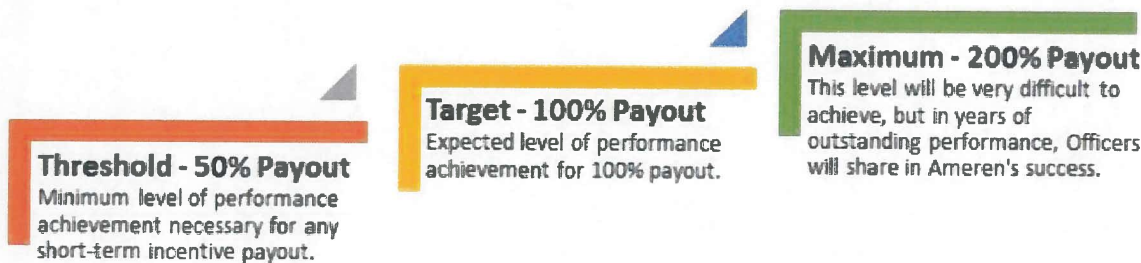 Threshold - 50% Payout
Minimum level of performance
achievement necessary for any
short-term incentive payout.
Target - 100% Payout
Expected level of performance
achievement for 100% payout.
Maximum - 200% Payout
This level will be very difficult to
achieve, but in years of
outstanding performance, Officers
will share in Ameren's success.